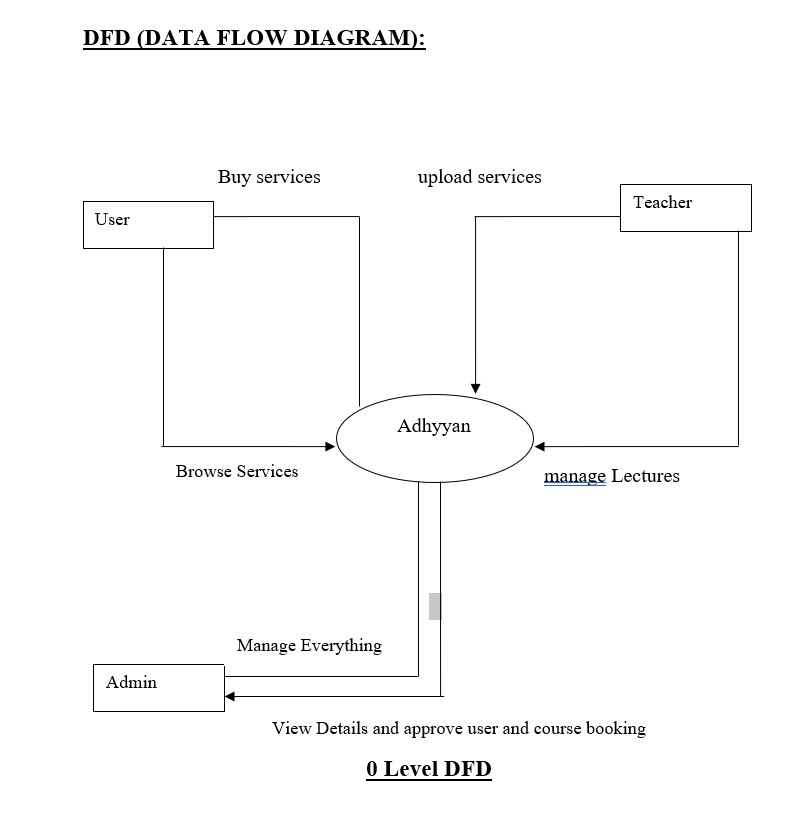 DFD (DATA FLOW DIAGRAM):
Buy services
upload services
User
Teacher
Adhyyan
Browse Services
manage Lectures
Manage Everything
Admin
View Details and approve user and course booking
0 Level DFD